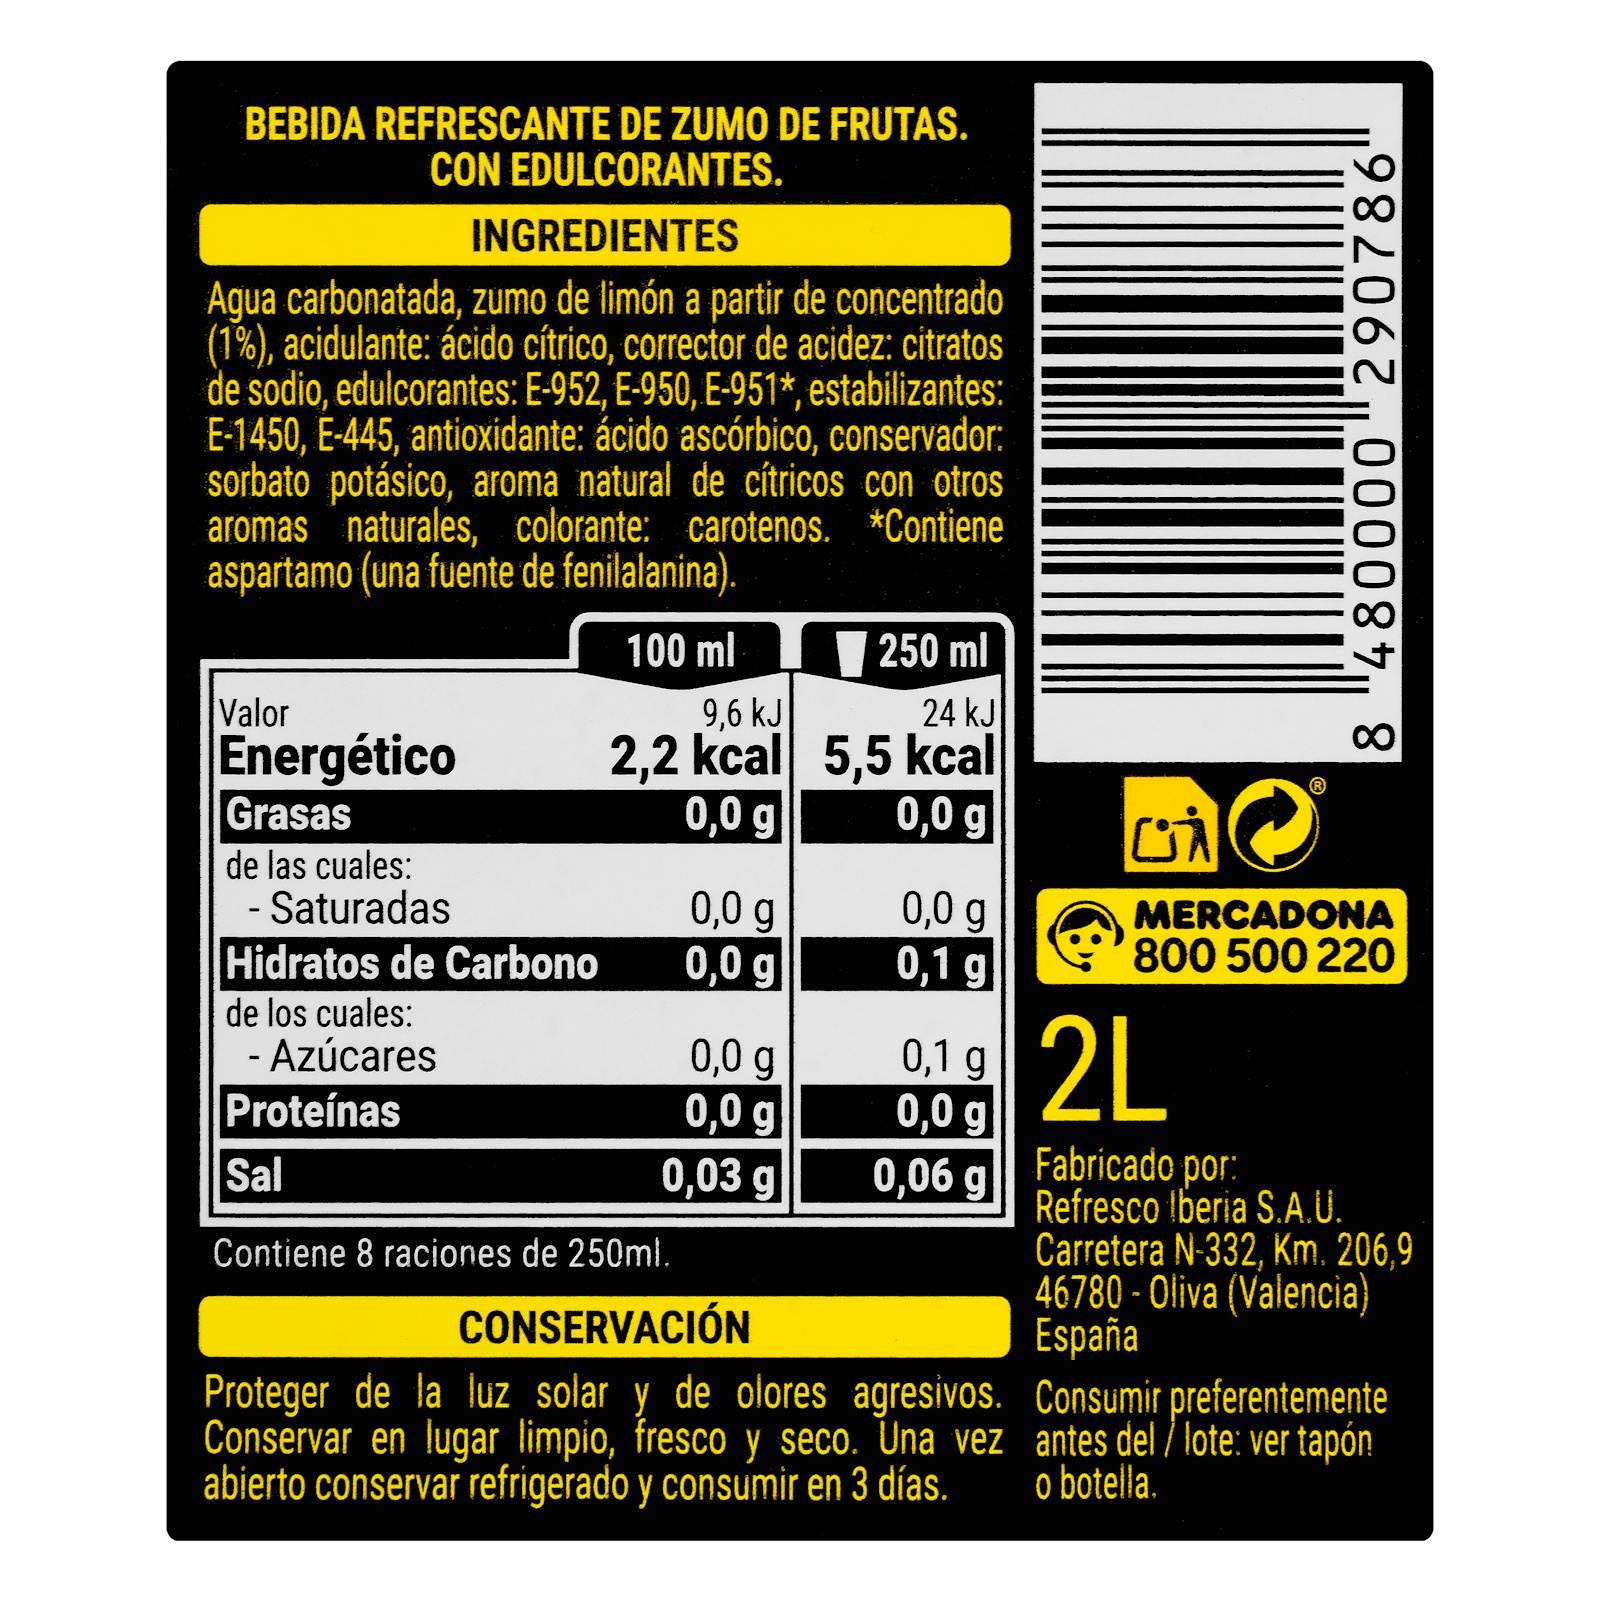 BEBIDA REFRESCANTE DE ZUMO DE FRUTAS.
CON EDULCORANTES.
INGREDIENTES
Agua carbonatada, zumo de limón a partir de concentrado
(1%), acidulante: ácido cítrico, corrector de acidez: citratos
de sodio, edulcorantes: E-952, E-950, E-951*, estabilizantes:
E-1450, E-445, antioxidante: ácido ascórbico, conservador:
sorbato potásico, aroma natural de cítricos con otros
aromas naturales, colorante: carotenos. *Contiene
aspartamo (una fuente de fenilalanina).
100 ml 250 ml
Valor 9,6 kJ 24 kJ
Energético 2,2 kcal 5,5 kcal
Grasas 0,0 g 0,0 g
de las cuales:
- Saturadas 0,0 g 0,0 g
Hidratos de Carbono 0,0 g 0,1 g
de los cuales:
- Azúcares 0,0 g 0,1 g
Proteínas 0,0 g 0,0 g
Sal 0,03 g 0,06 g
Contiene 8 raciones de 250ml.
CONSERVACIÓN
Proteger de la luz solar y de olores agresivos.
Conservar en lugar limpio, fresco y seco. Una vez
abierto conservar refrigerado y consumir en 3 días.
8 480000 290786
®
MERCADONA
800 500 220
2L
Fabricado por:
Refresco Iberia S.A.U.
Carretera N-332, Km. 206,9
46780 - Oliva (Valencia)
España
Consumir preferentemente
antes del / lote: ver tapón
o botella.